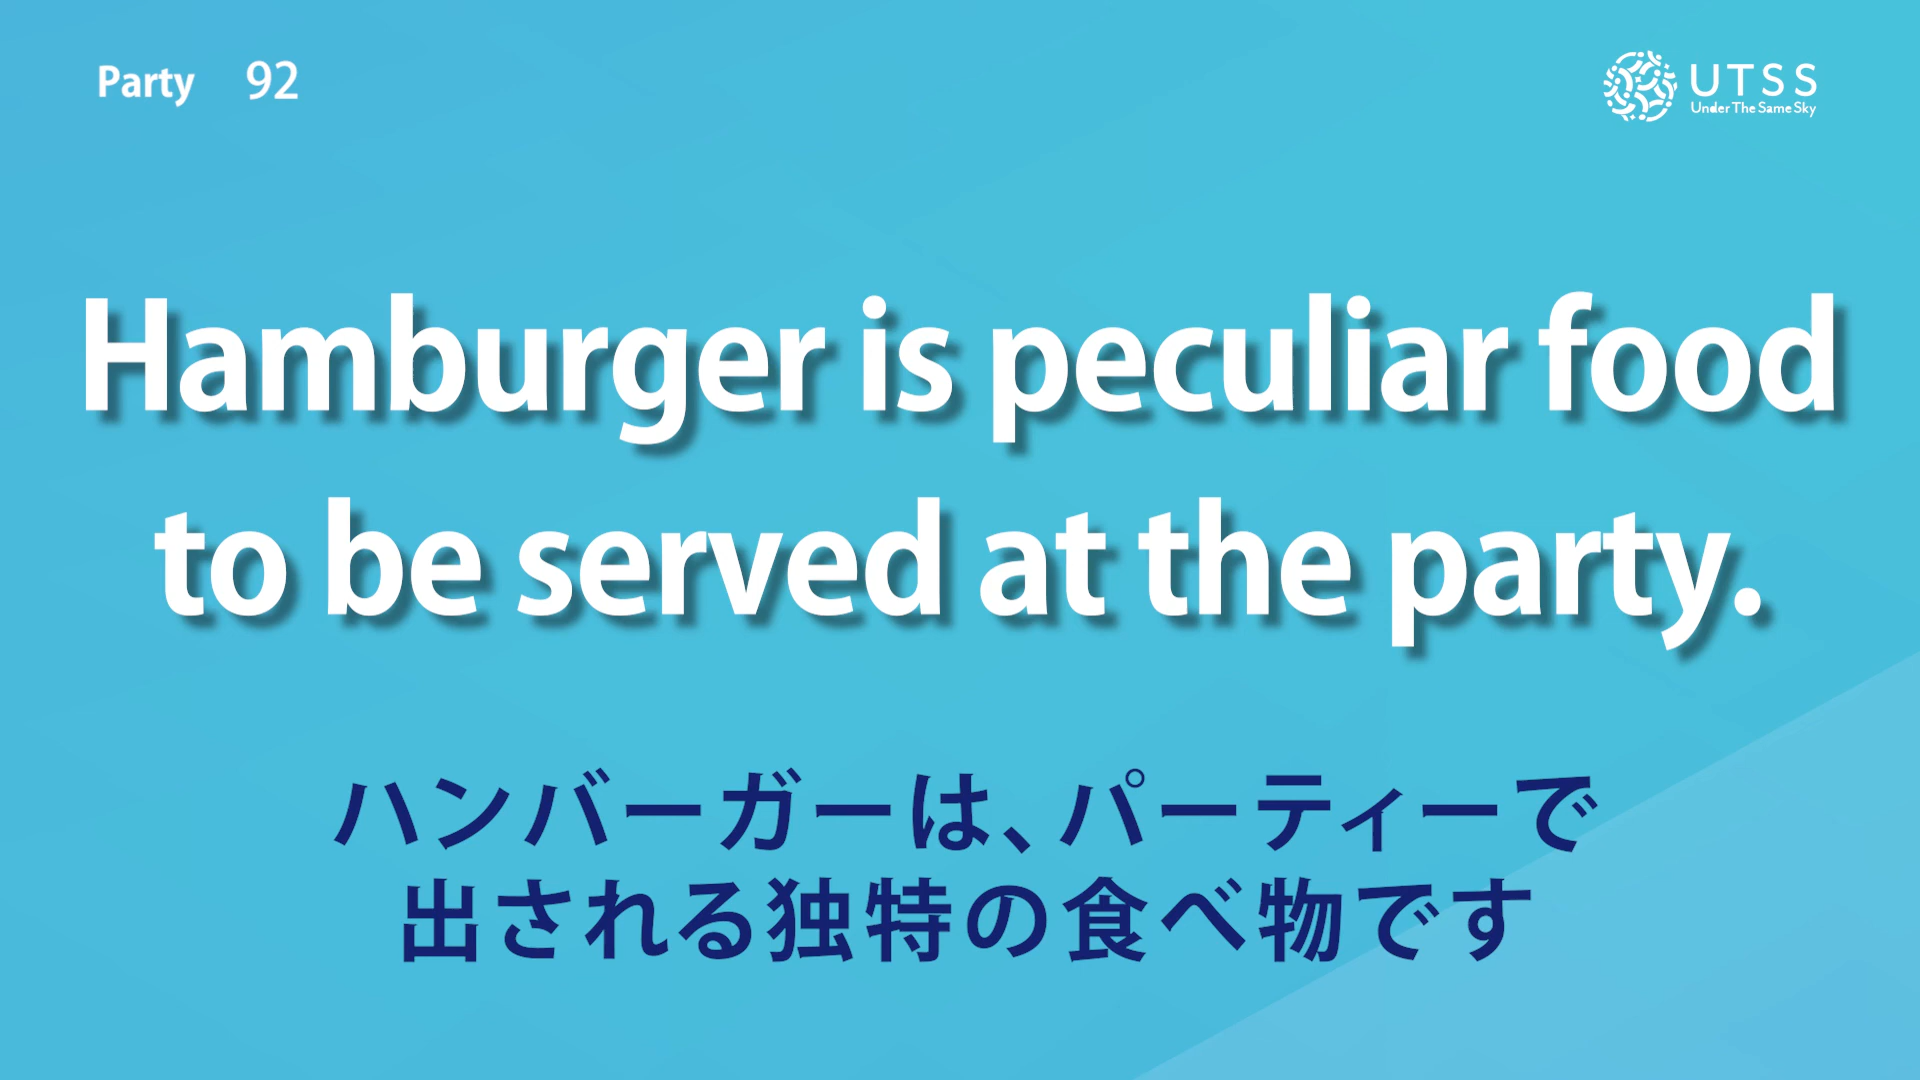 Party 92
UTSS
Under The Same Sky
Hamburger is peculiar food
to be served at the party.
ハンバーガーは、パーティーで
出される独特の食べ物です